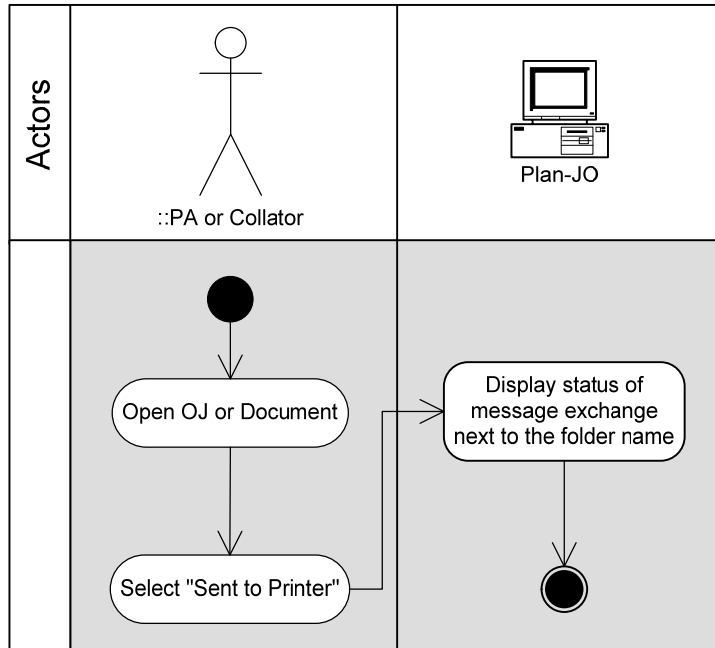 Actors
::PA or Collator
Plan-JO
Open OJ or Document
Select "Sent to Printer"
Display status of
message exchange
next to the folder name